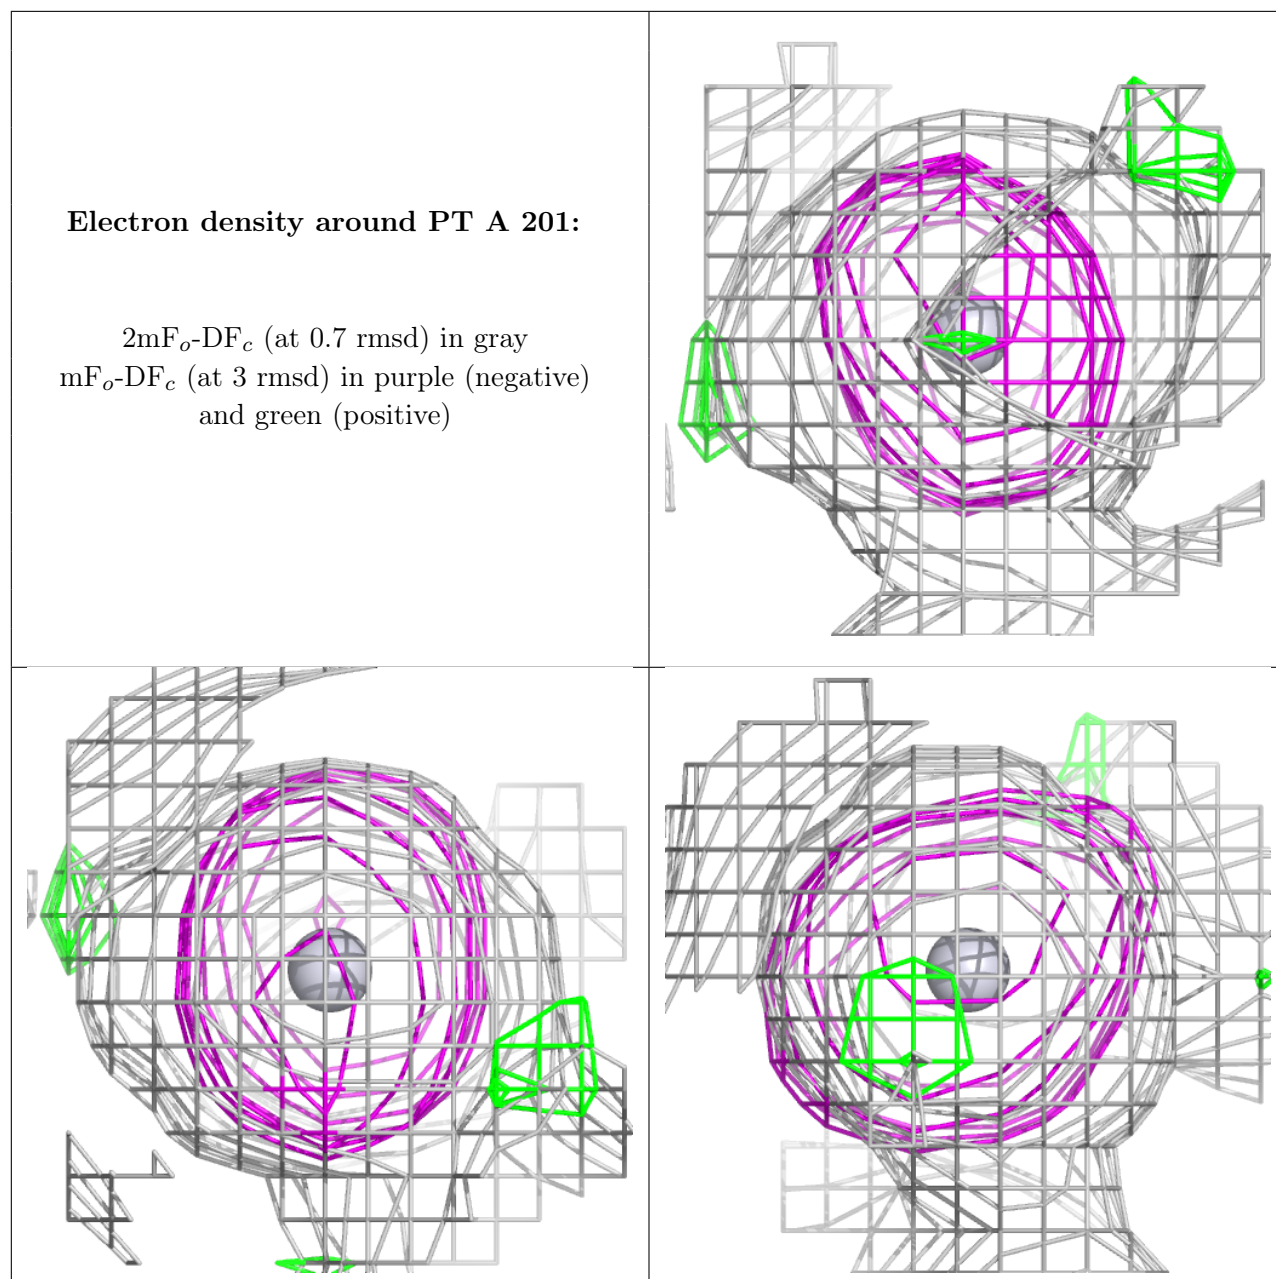 Electron density around PT A 201:
2mFo-DFc (at 0.7 rmsd) in gray
mFo-DFc (at 3 rmsd) in purple (negative)
and green (positive)